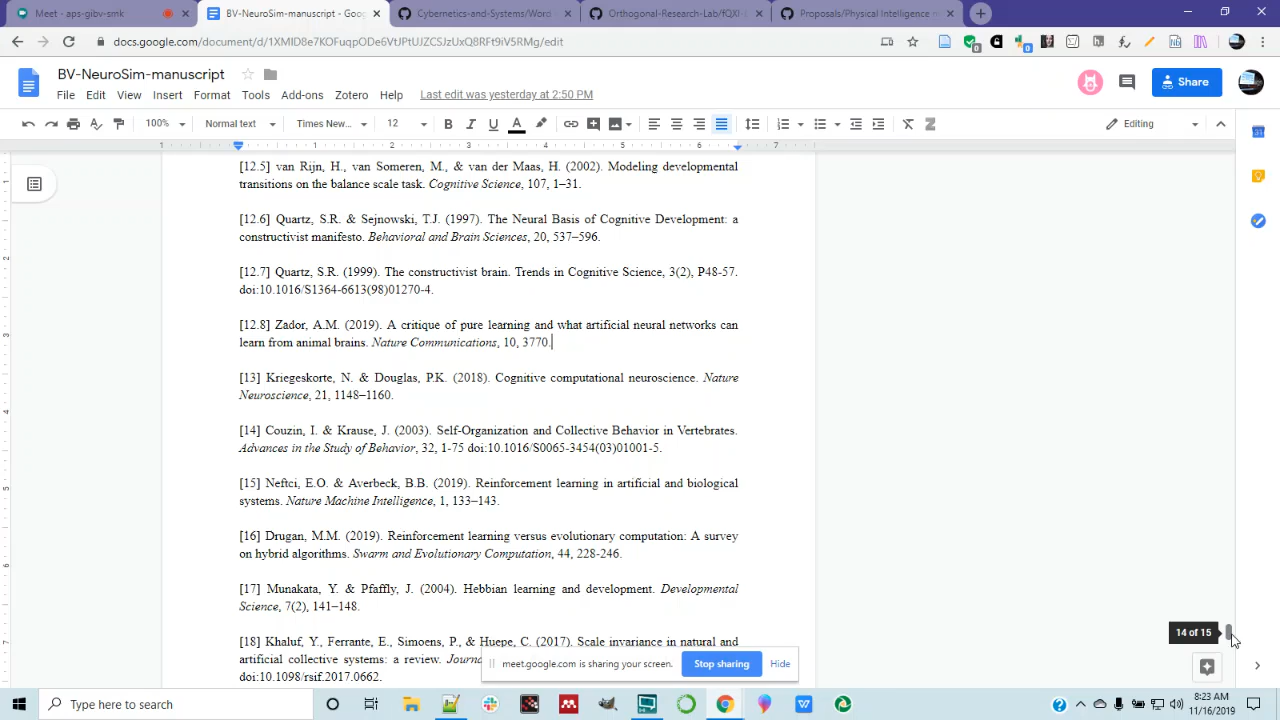 Meet - aps-gibv-smk
BV-NeuroSim-manuscript - Goog
Cybernetics-and-Systems/Word
Orthogonal-Research-Lab/fQXI-
Proposals/Physical Intelligence n
docs.google.com/document/d/1XMID8e7KOFuqpODe6VtJPtUJZCSJzUxQ8RFt9iV5RMg/edit
BV-NeuroSim-manuscript
Share
File Edit View Insert Format Tools Add-ons Zotero Help Last edit was yesterday at 2:50 PM
100% Normal text Times New... 12 B I U A Z Editing
1 1 2 3 4 5 6 7
[12.5] van Rijn, H., van Someren, M., & van der Maas, H. (2002). Modeling developmental
transitions on the balance scale task. Cognitive Science, 107, 1–31.
[12.6] Quartz, S.R. & Sejnowski, T.J. (1997). The Neural Basis of Cognitive Development: a
constructivist manifesto. Behavioral and Brain Sciences, 20, 537–596.
[12.7] Quartz, S.R. (1999). The constructivist brain. Trends in Cognitive Science, 3(2), P48-57.
doi:10.1016/S1364-6613(98)01270-4.
[12.8] Zador, A.M. (2019). A critique of pure learning and what artificial neural networks can
learn from animal brains. Nature Communications, 10, 3770.
[13] Kriegeskorte, N. & Douglas, P.K. (2018). Cognitive computational neuroscience. Nature
Neuroscience, 21, 1148–1160.
[14] Couzin, I. & Krause, J. (2003). Self-Organization and Collective Behavior in Vertebrates.
Advances in the Study of Behavior, 32, 1-75 doi:10.1016/S0065-3454(03)01001-5.
[15] Neftci, E.O. & Averbeck, B.B. (2019). Reinforcement learning in artificial and biological
systems. Nature Machine Intelligence, 1, 133–143.
[16] Drugan, M.M. (2019). Reinforcement learning versus evolutionary computation: A survey
on hybrid algorithms. Swarm and Evolutionary Computation, 44, 228-246.
[17] Munakata, Y. & Pfaffly, J. (2004). Hebbian learning and development. Developmental
Science, 7(2), 141–148.
14 of 15
[18] Khaluf, Y., Ferrante, E., Simoens, P., & Huepe, C. (2017). Scale invariance in natural and
artificial collective systems: a review. Journ
doi:10.1098/rsif.2017.0662.
meet.google.com is sharing your screen. Stop sharing Hide
Type here to search
8:23 AM
11/16/2019